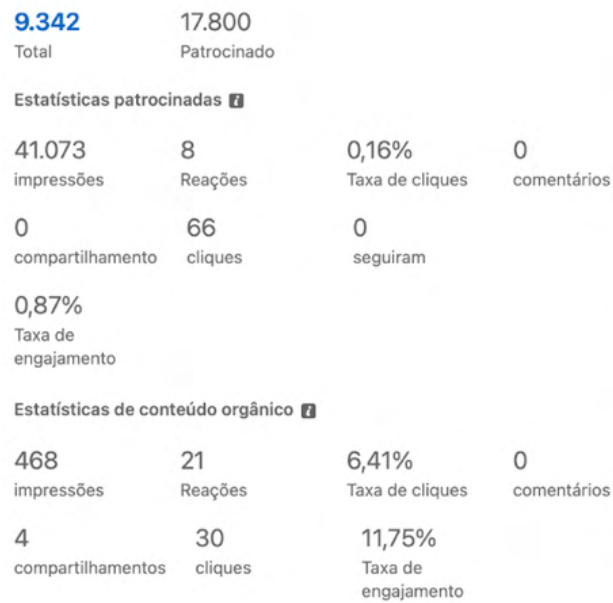 9.342 17.800
Total Patrocinado
Estatísticas patrocinadas
41.073 8 0,16% 0
impressões Reações Taxa de cliques comentários
0 66 0
compartilhamento cliques seguiram
0,87%
Taxa de
engajamento
Estatísticas de conteúdo orgânico
468 21 6,41% 0
impressões Reações Taxa de cliques comentários
4 30 11,75%
compartilhamentos cliques Taxa de
engajamento